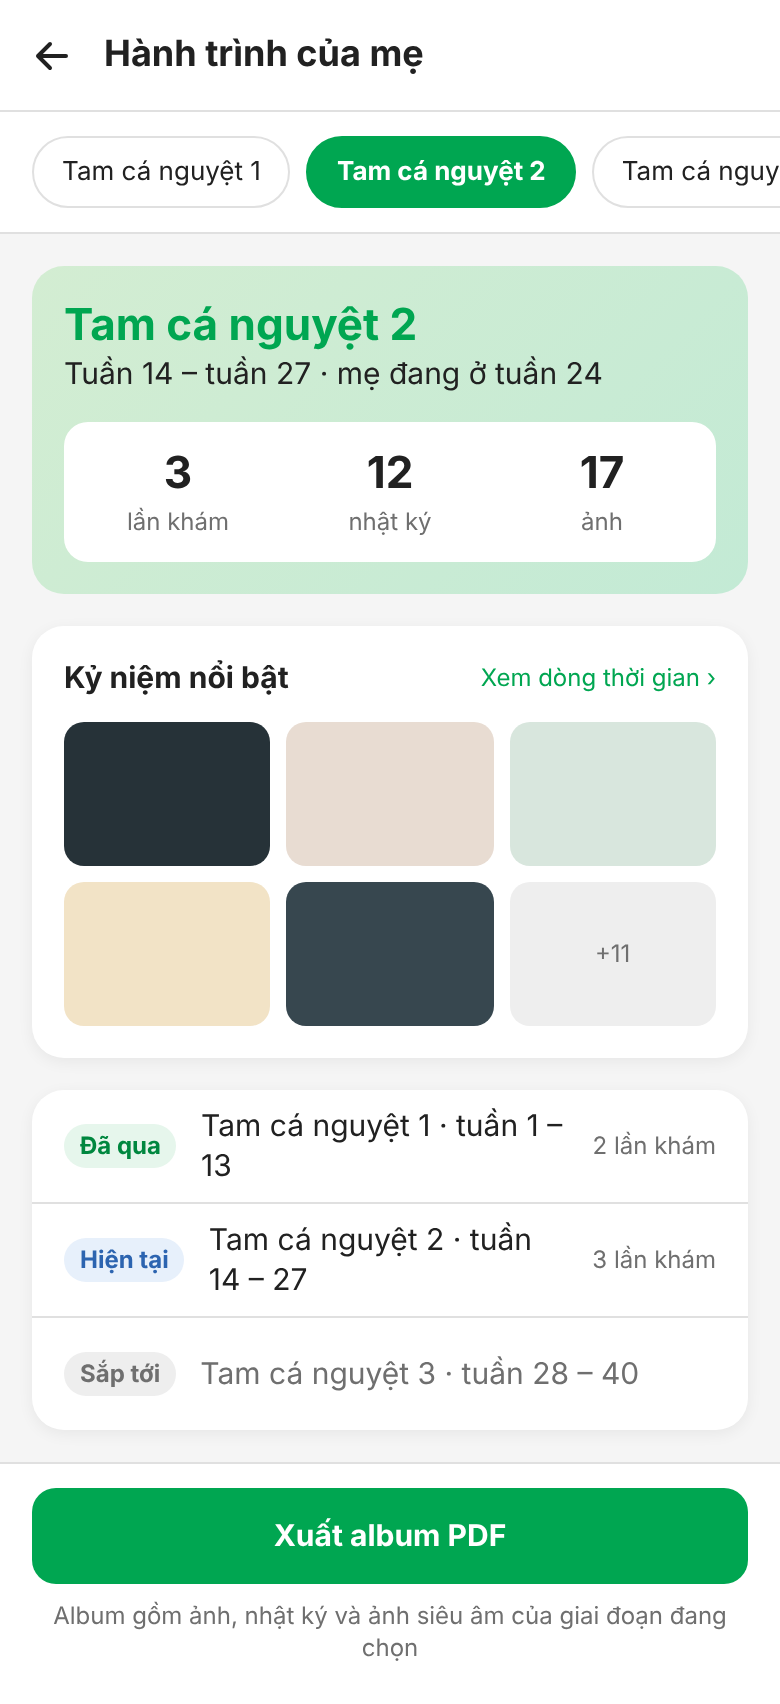 Hành trình của mẹ
Tam cá nguyệt 1
Tam cá nguyệt 2
Tam cá nguy
Tam cá nguyệt 2
Tuần 14 – tuần 27 · mẹ đang ở tuần 24
3
12
17
lần khám
nhật ký
ảnh
Kỷ niệm nổi bật
Xem dòng thời gian ›
+11
Đã qua
Tam cá nguyệt 1 · tuần 1 –
13
2 lần khám
Hiện tại
Tam cá nguyệt 2 · tuần
14 – 27
3 lần khám
Sắp tới
Tam cá nguyệt 3 · tuần 28 – 40
Xuất album PDF
Album gồm ảnh, nhật ký và ảnh siêu âm của giai đoạn đang
chọn